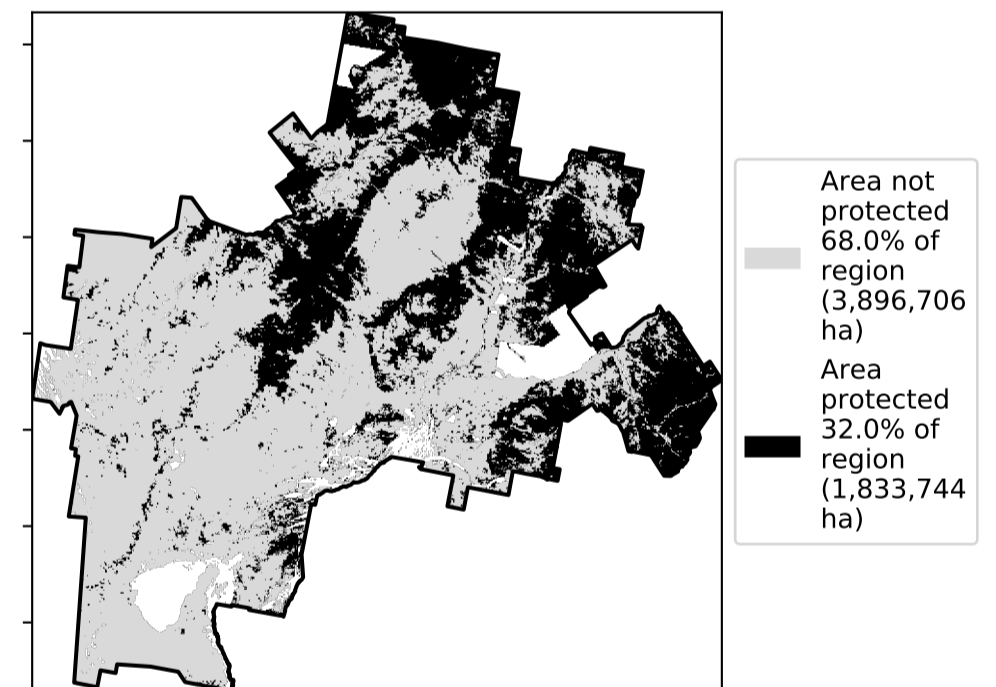 Area not
protected
68.0% of
region
(3,896,706
ha)
Area
protected
32.0% of
region
(1,833,744
ha)